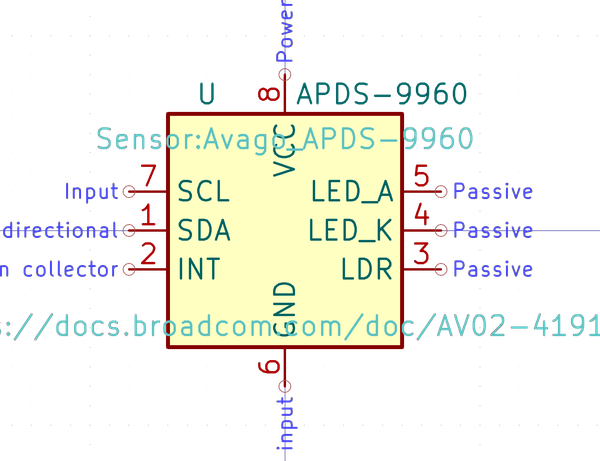 Power
U
8
APDS-9960
Sensor:Avago_APDS-9960
VCC
Input 7 SCL LED_A 5 Passive
directional 1 SDA LED_K 4 Passive
n collector 2 INT LDR 3 Passive
GND
s://docs.broadcom.com/doc/AV02-4191
6
input